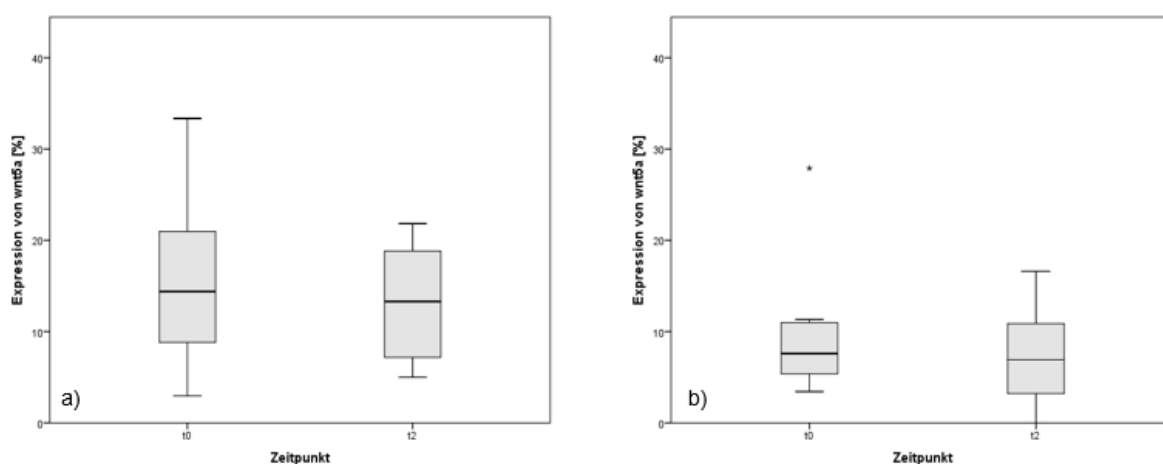 Expression von wnt5a [%]
40
30
20
10
0
a)
t0
t2
Zeitpunkt
Expression von wnt5a [%]
40
30
20
10
0
b)
*
t0
t2
Zeitpunkt